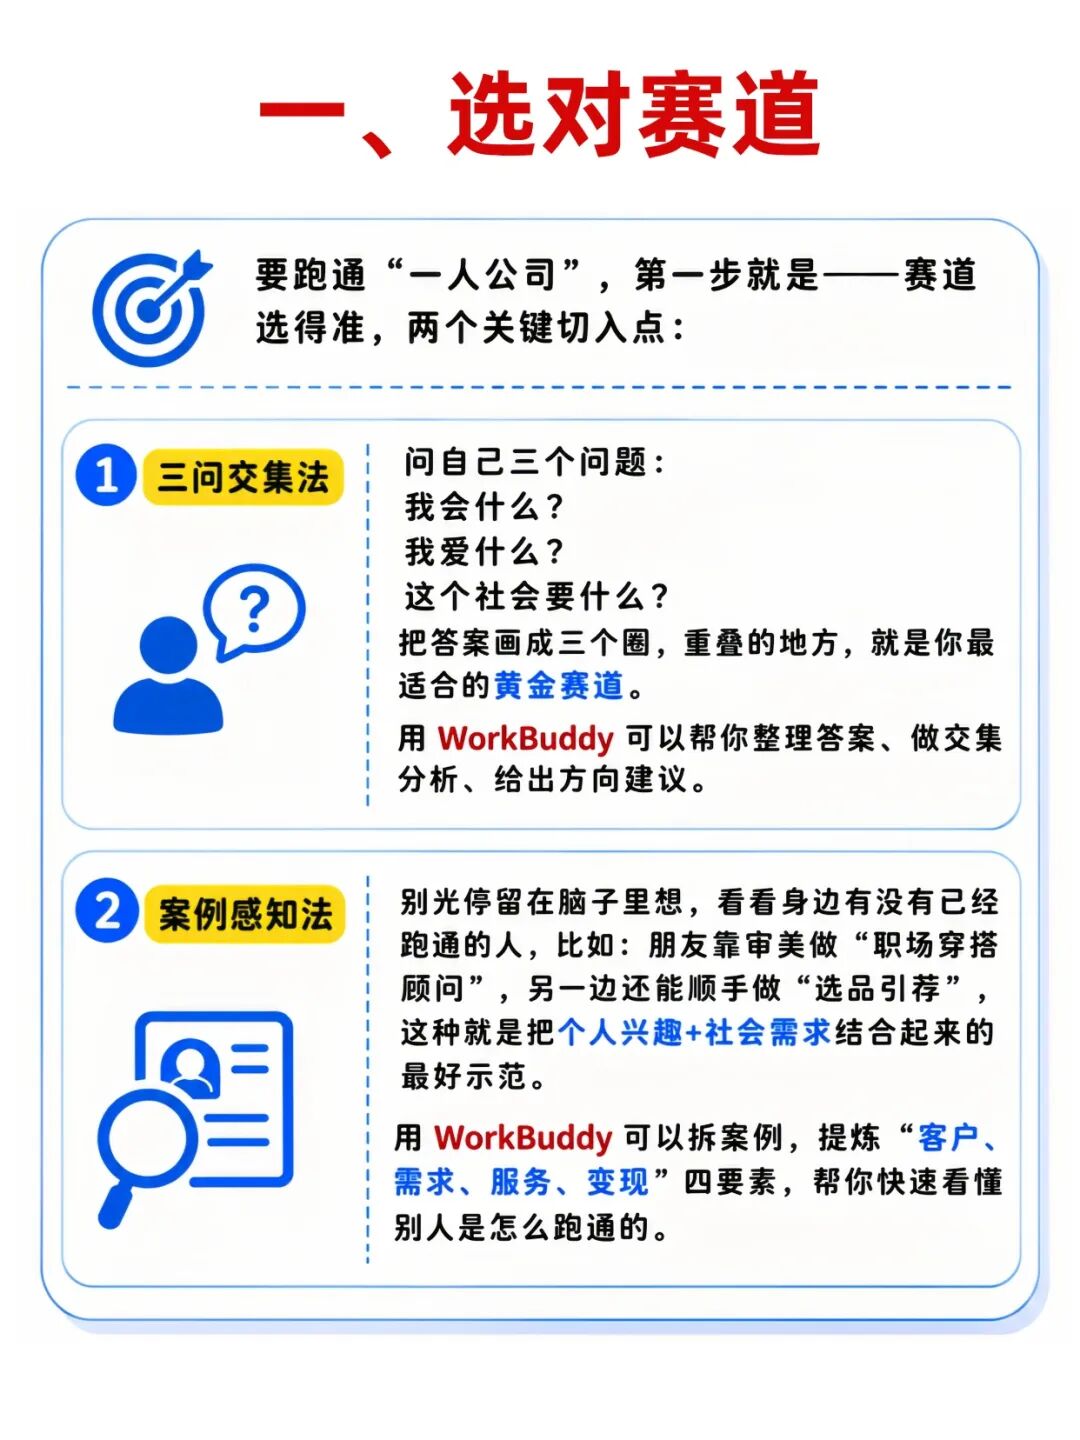 一、选对赛道
要跑通“一人公司”，第一步就是——赛道
选得准，两个关键切入点：
1 三问交集法
问自己三个问题：
我会什么？
我爱什么？
这个社会要什么？
把答案画成三个圈，重叠的地方，就是你最
适合的黄金赛道。
用 WorkBuddy 可以帮你整理答案、做交集
分析、给出方向建议。
?
2 案例感知法
别光停留在脑子里想，看看身边有没有已经
跑通的人，比如：朋友靠审美做“职场穿搭
顾问”，另一边还能顺手做“选品引荐”，
这种就是把个人兴趣+社会需求结合起来的
最好示范。
用 WorkBuddy 可以拆案例，提炼“客户、
需求、服务、变现”四要素，帮你快速看懂
别人是怎么跑通的。